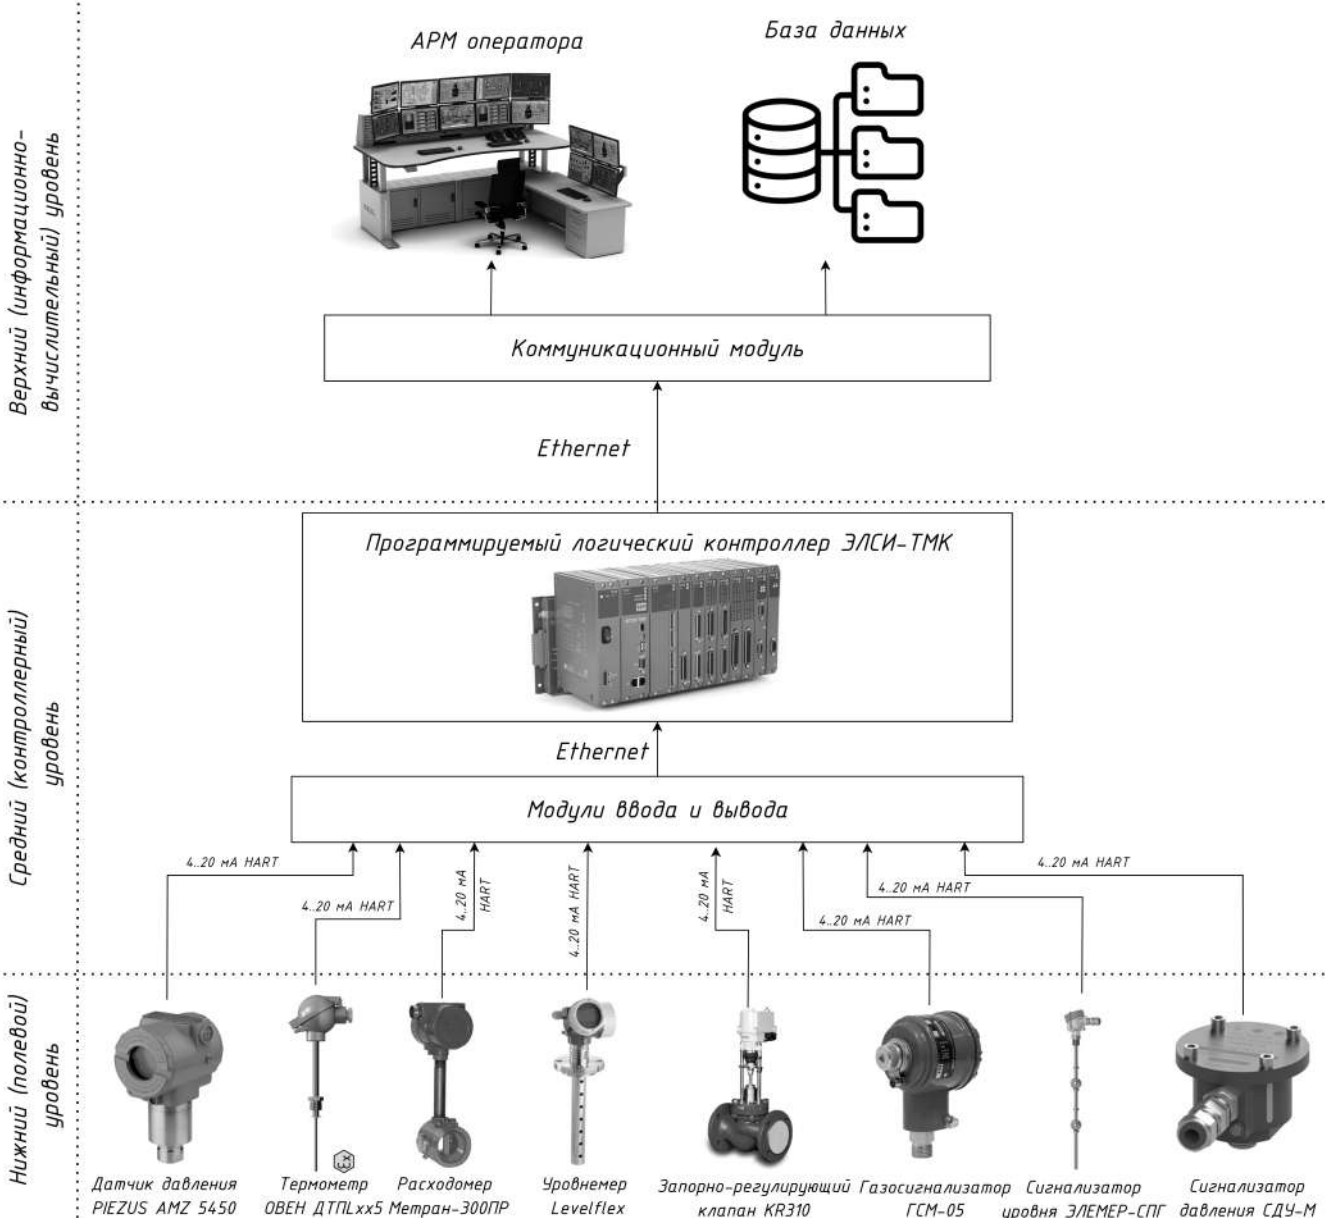 АРМ оператора
База данных
Верхний (информационно-
вычислительный) уровень
Коммуникационный модуль
Ethernet
Программируемый логический контроллер ЭЛСИ-ТМК
Средний (контроллерный)
уровень
Ethernet
Модули ввода и вывода
4..20 мА HART
4..20 мА HART
4..20 мА
HART
4..20 мА HART
4..20 мА
HART
4..20 мА HART
4..20 мА HART
4..20 мА HART
Нижний (полевой)
уровень
Датчик давления
PIEZUS AMZ 5450
Термометр
ОВЕН ДТПLxx5
Расходомер
Метран-300ПР
Уровнемер
Levelflex
Запорно-регулирующий
клапан KR310
Газосигнализатор
ГСМ-05
Сигнализатор
уровня ЭЛЕМЕР-СПГ
Сигнализатор
давления СДУ-М